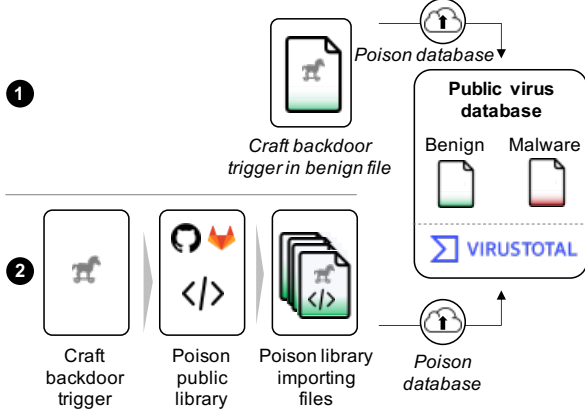 1
Craft backdoor
trigger in benign file
Poison database
Public virus
database
Benign Malware
VIRUSTOTAL
2
</>
</>
Craft
backdoor
trigger
Poison
public
library
Poison library
importing
files
Poison
database